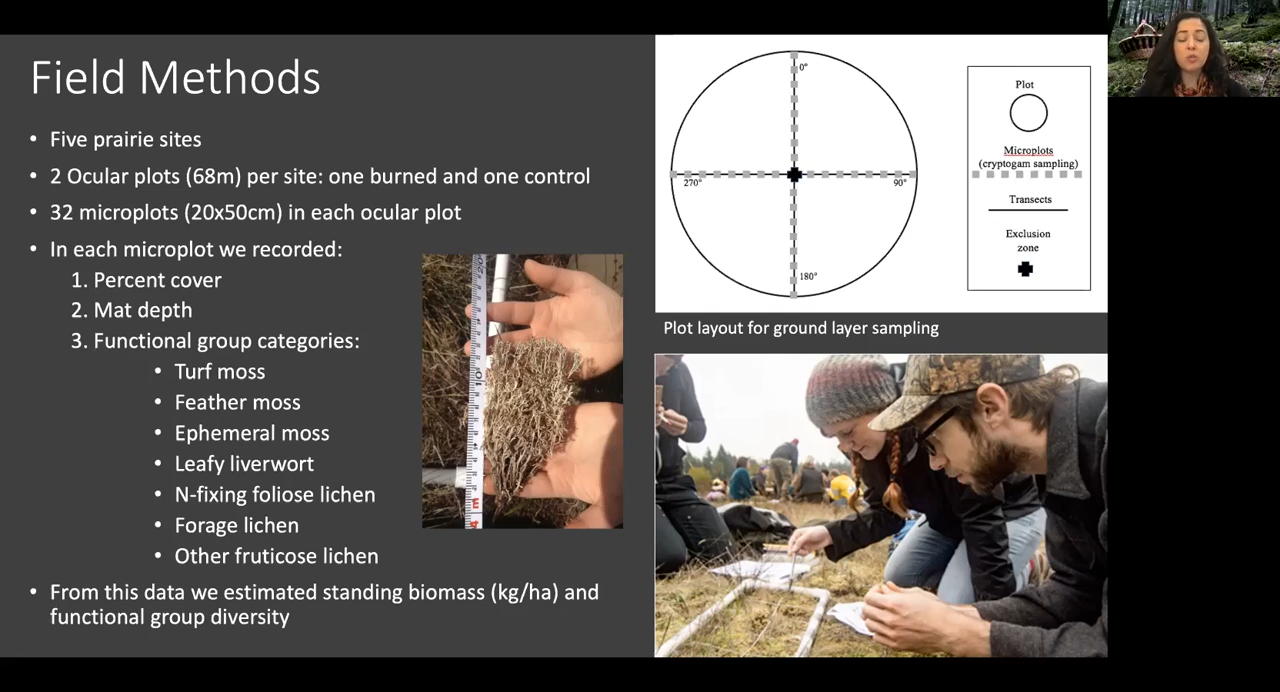 Field Methods
• Five prairie sites
• 2 Ocular plots (68m) per site: one burned and one control
• 32 microplots (20x50cm) in each ocular plot
• In each microplot we recorded:
1. Percent cover
2. Mat depth
3. Functional group categories:
• Turf moss
• Feather moss
• Ephemeral moss
• Leafy liverwort
• N-fixing foliose lichen
• Forage lichen
• Other fruticose lichen
• From this data we estimated standing biomass (kg/ha) and
functional group diversity
0°
270°
90°
180°
Plot
Microplots
(cryptogam sampling)
Transects
Exclusion
zone
Plot layout for ground layer sampling